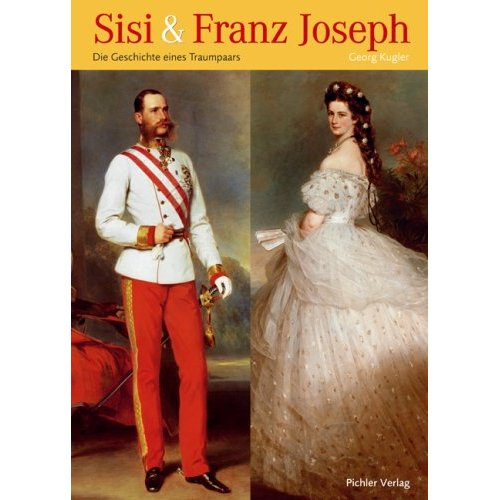 Sisi & Franz Joseph
Die Geschichte eines Traumpaars
Georg Kugler
Pichler Verlag